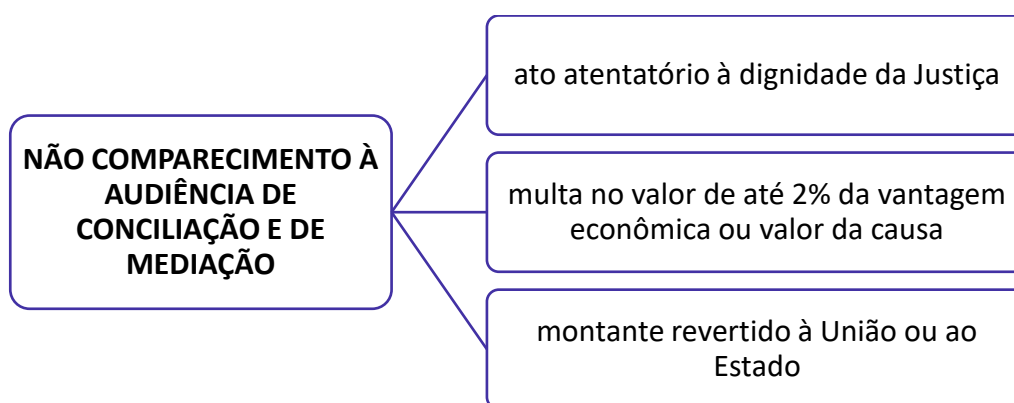 NÃO COMPARECIMENTO À
AUDIÊNCIA DE
CONCILIAÇÃO E DE
MEDIAÇÃO
ato atentatório à dignidade da Justiça
multa no valor de até 2% da vantagem
econômica ou valor da causa
montante revertido à União ou ao
Estado